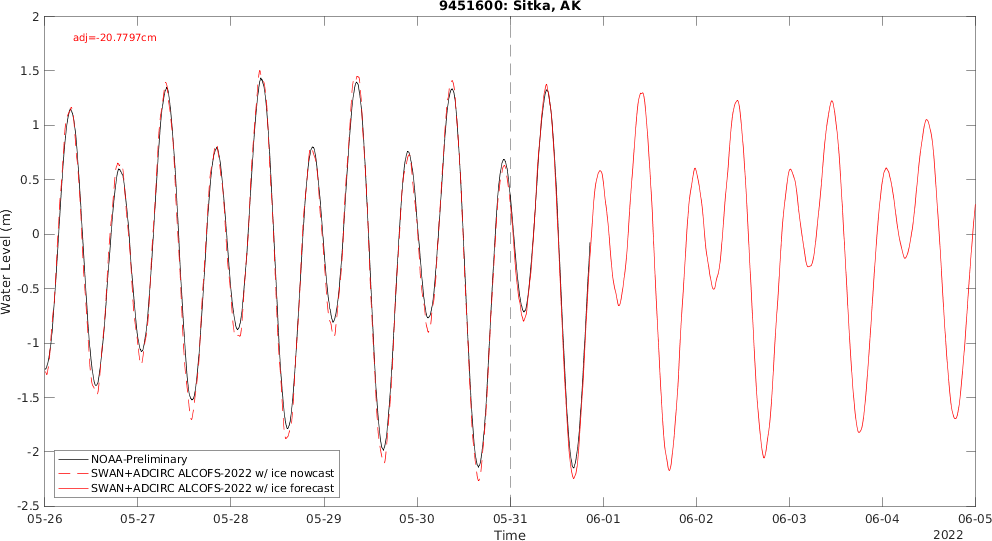 9451600: Sitka, AK
adj=-20.7797cm
2
1.5
1
0.5
0
-0.5
-1
-1.5
-2
-2.5
Water Level (m)
NOAA-Preliminary
SWAN+ADCIRC ALCOFS-2022 w/ ice nowcast
SWAN+ADCIRC ALCOFS-2022 w/ ice forecast
05-26 05-27 05-28 05-29 05-30 05-31 06-01 06-02 06-03 06-04 06-05
Time
2022